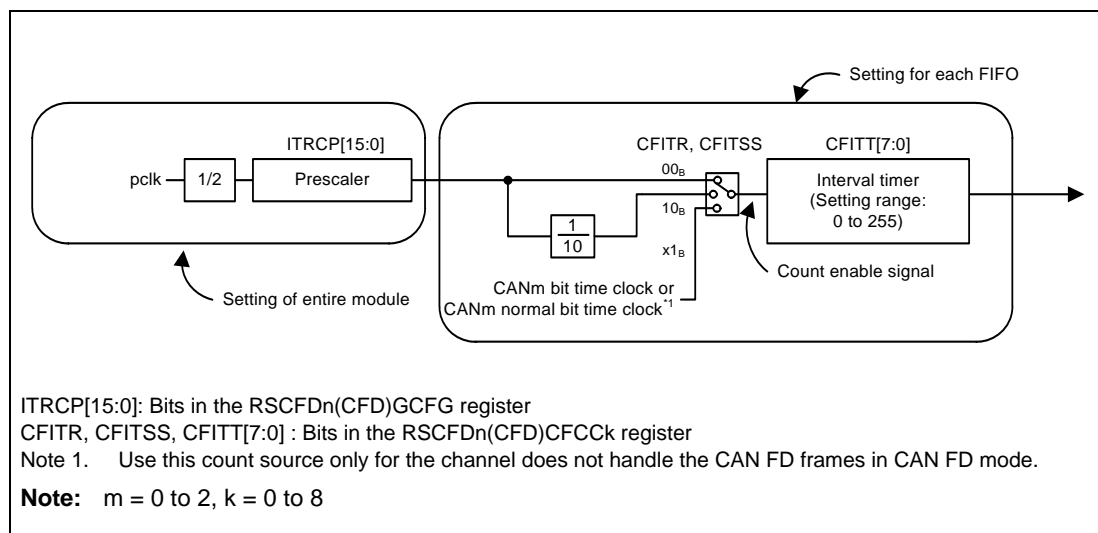 Setting for each FIFO
ITRCP[15:0]
CFITR, CFITSS
CFITT[7:0]
pclk
1/2
Prescaler
00B
Interval timer
(Setting range:
0 to 255)
10B
1
10
x1B
Count enable signal
CANm bit time clock or
CANm normal bit time clock*1
Setting of entire module
ITRCP[15:0]: Bits in the RSCFDn(CFD)GCFG register
CFITR, CFITSS, CFITT[7:0] : Bits in the RSCFDn(CFD)CFCCk register
Note 1. Use this count source only for the channel does not handle the CAN FD frames in CAN FD mode.
Note: m = 0 to 2, k = 0 to 8